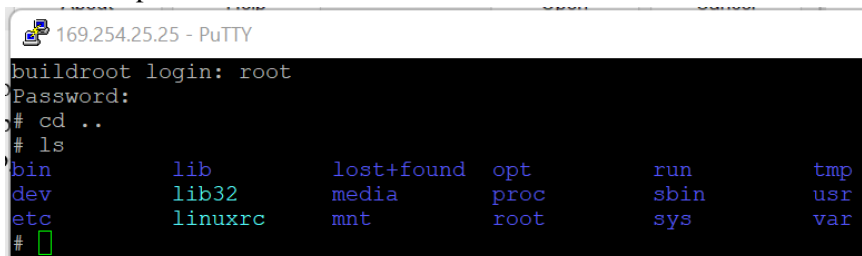 169.254.25.25 - PuTTY
buildroot login: root
Password:
# cd ..
# ls
bin lib lost+found opt run tmp
dev lib32 media proc sbin usr
etc linuxrc mnt root sys var
#